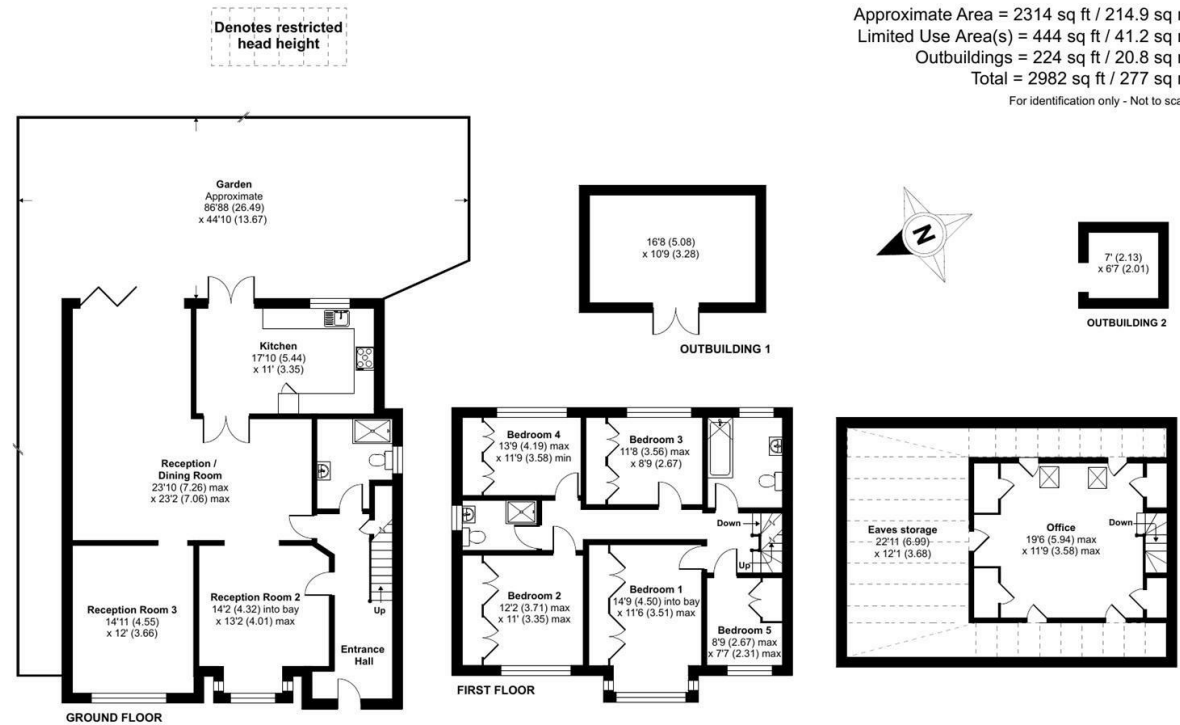 Denotes restricted
head height
Approximate Area = 2314 sq ft / 214.9 sq m
Limited Use Area(s) = 444 sq ft / 41.2 sq m
Outbuildings = 224 sq ft / 20.8 sq m
Total = 2982 sq ft / 277 sq m
For identification only - Not to sca
Garden
Approximate
86'88 (26.49)
x 44'10 (13.67)
16'8 (5.08)
x 10'9 (3.28)
OUTBUILDING 1
N
7' (2.13)
x 6'7 (2.01)
OUTBUILDING 2
Kitchen
17'10 (5.44)
x 11' (3.35)
Reception /
Dining Room
23'10 (7.26) max
x 23'2 (7.06) max
Reception Room 3
14'11 (4.55)
x 12' (3.66)
Reception Room 2
14'2 (4.32) into bay
x 13'2 (4.01) max
Up
Entrance
Hall
GROUND FLOOR
Bedroom 4
13'9 (4.19) max
x 11'9 (3.58) min
Bedroom 3
11'8 (3.56) max
x 8'9 (2.67)
Down
Up
Bedroom 2
12'2 (3.71) max
x 11' (3.35) max
Bedroom 1
14'9 (4.50) into bay
x 11'6 (3.51) max
Bedroom 5
8'9 (2.67) max
x 7'7 (2.31) max
FIRST FLOOR
Eaves storage
22'11 (6.99)
x 12'1 (3.68)
Office
19'6 (5.94) max
x 11'9 (3.58) max
Down